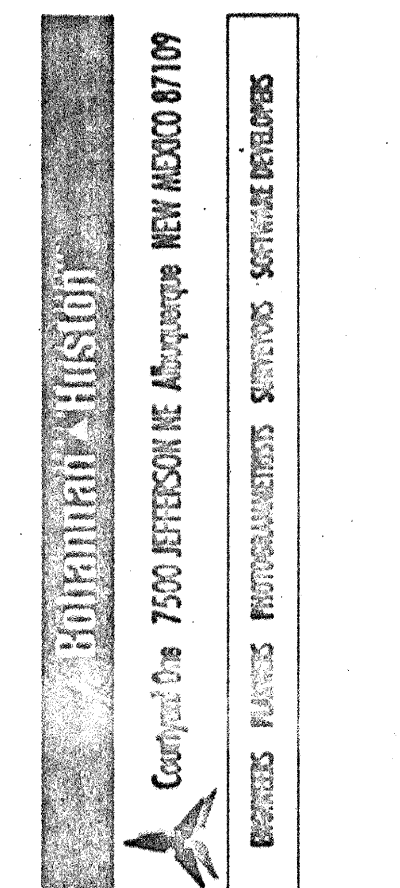 Bohannan ▲ Huston
Courtyard One 7500 JEFFERSON NE Albuquerque NEW MEXICO 87109
ENGINEERS PLANNERS PHOTOGRAMMETRISTS SURVEYORS SOFTWARE DEVELOPERS